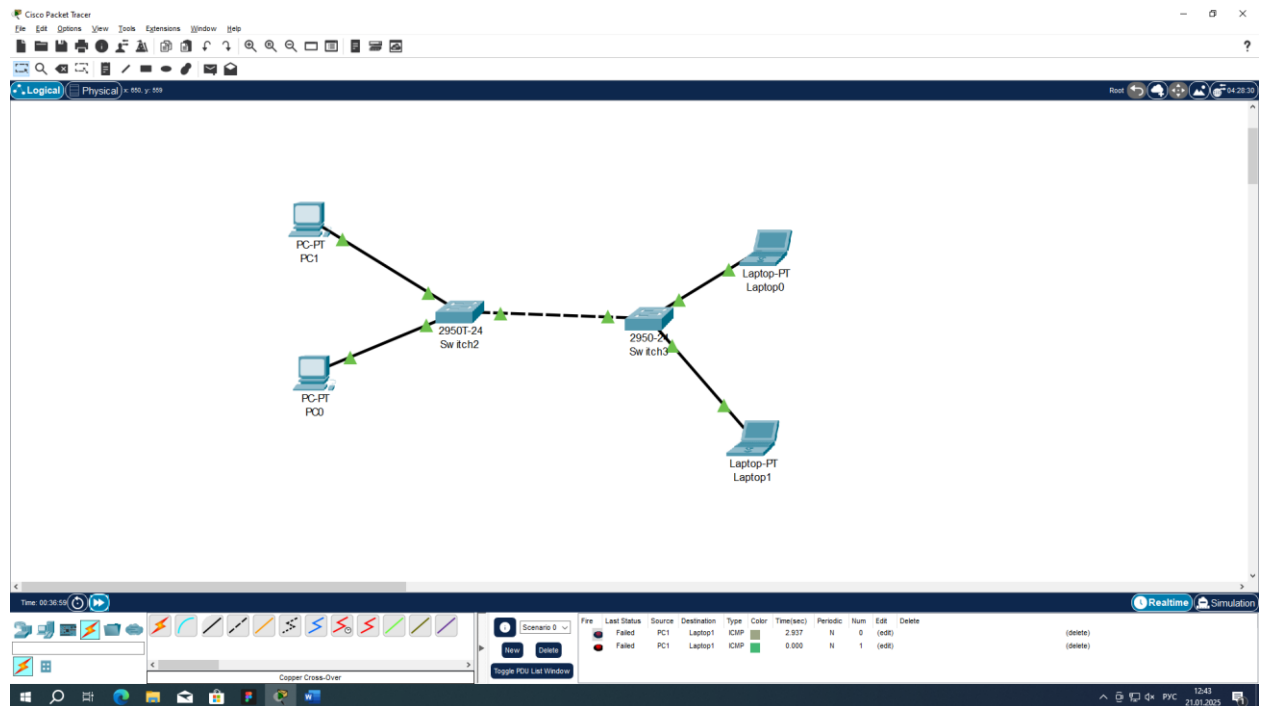 Cisco Packet Tracer
File Edit Options View Tools Extensions Window Help
?
Logical Physical x: 650, y: 559 Root 04:28:30
PC-PT
PC1
Laptop-PT
Laptop0
2950T-24
Switch2
2950-24
Switch3
PC-PT
PC0
Laptop-PT
Laptop1
Time: 00:36:59 Realtime Simulation
Scenario 0
New Delete
Toggle PDU List Window
Fire Last Status Source Destination Type Color Time(sec) Periodic Num Edit Delete
Failed PC1 Laptop1 ICMP 2.937 N 0 (edit) (delete)
Failed PC1 Laptop1 ICMP 0.000 N 1 (edit) (delete)
Copper Cross-Over
РУС 12:43
21.01.2025